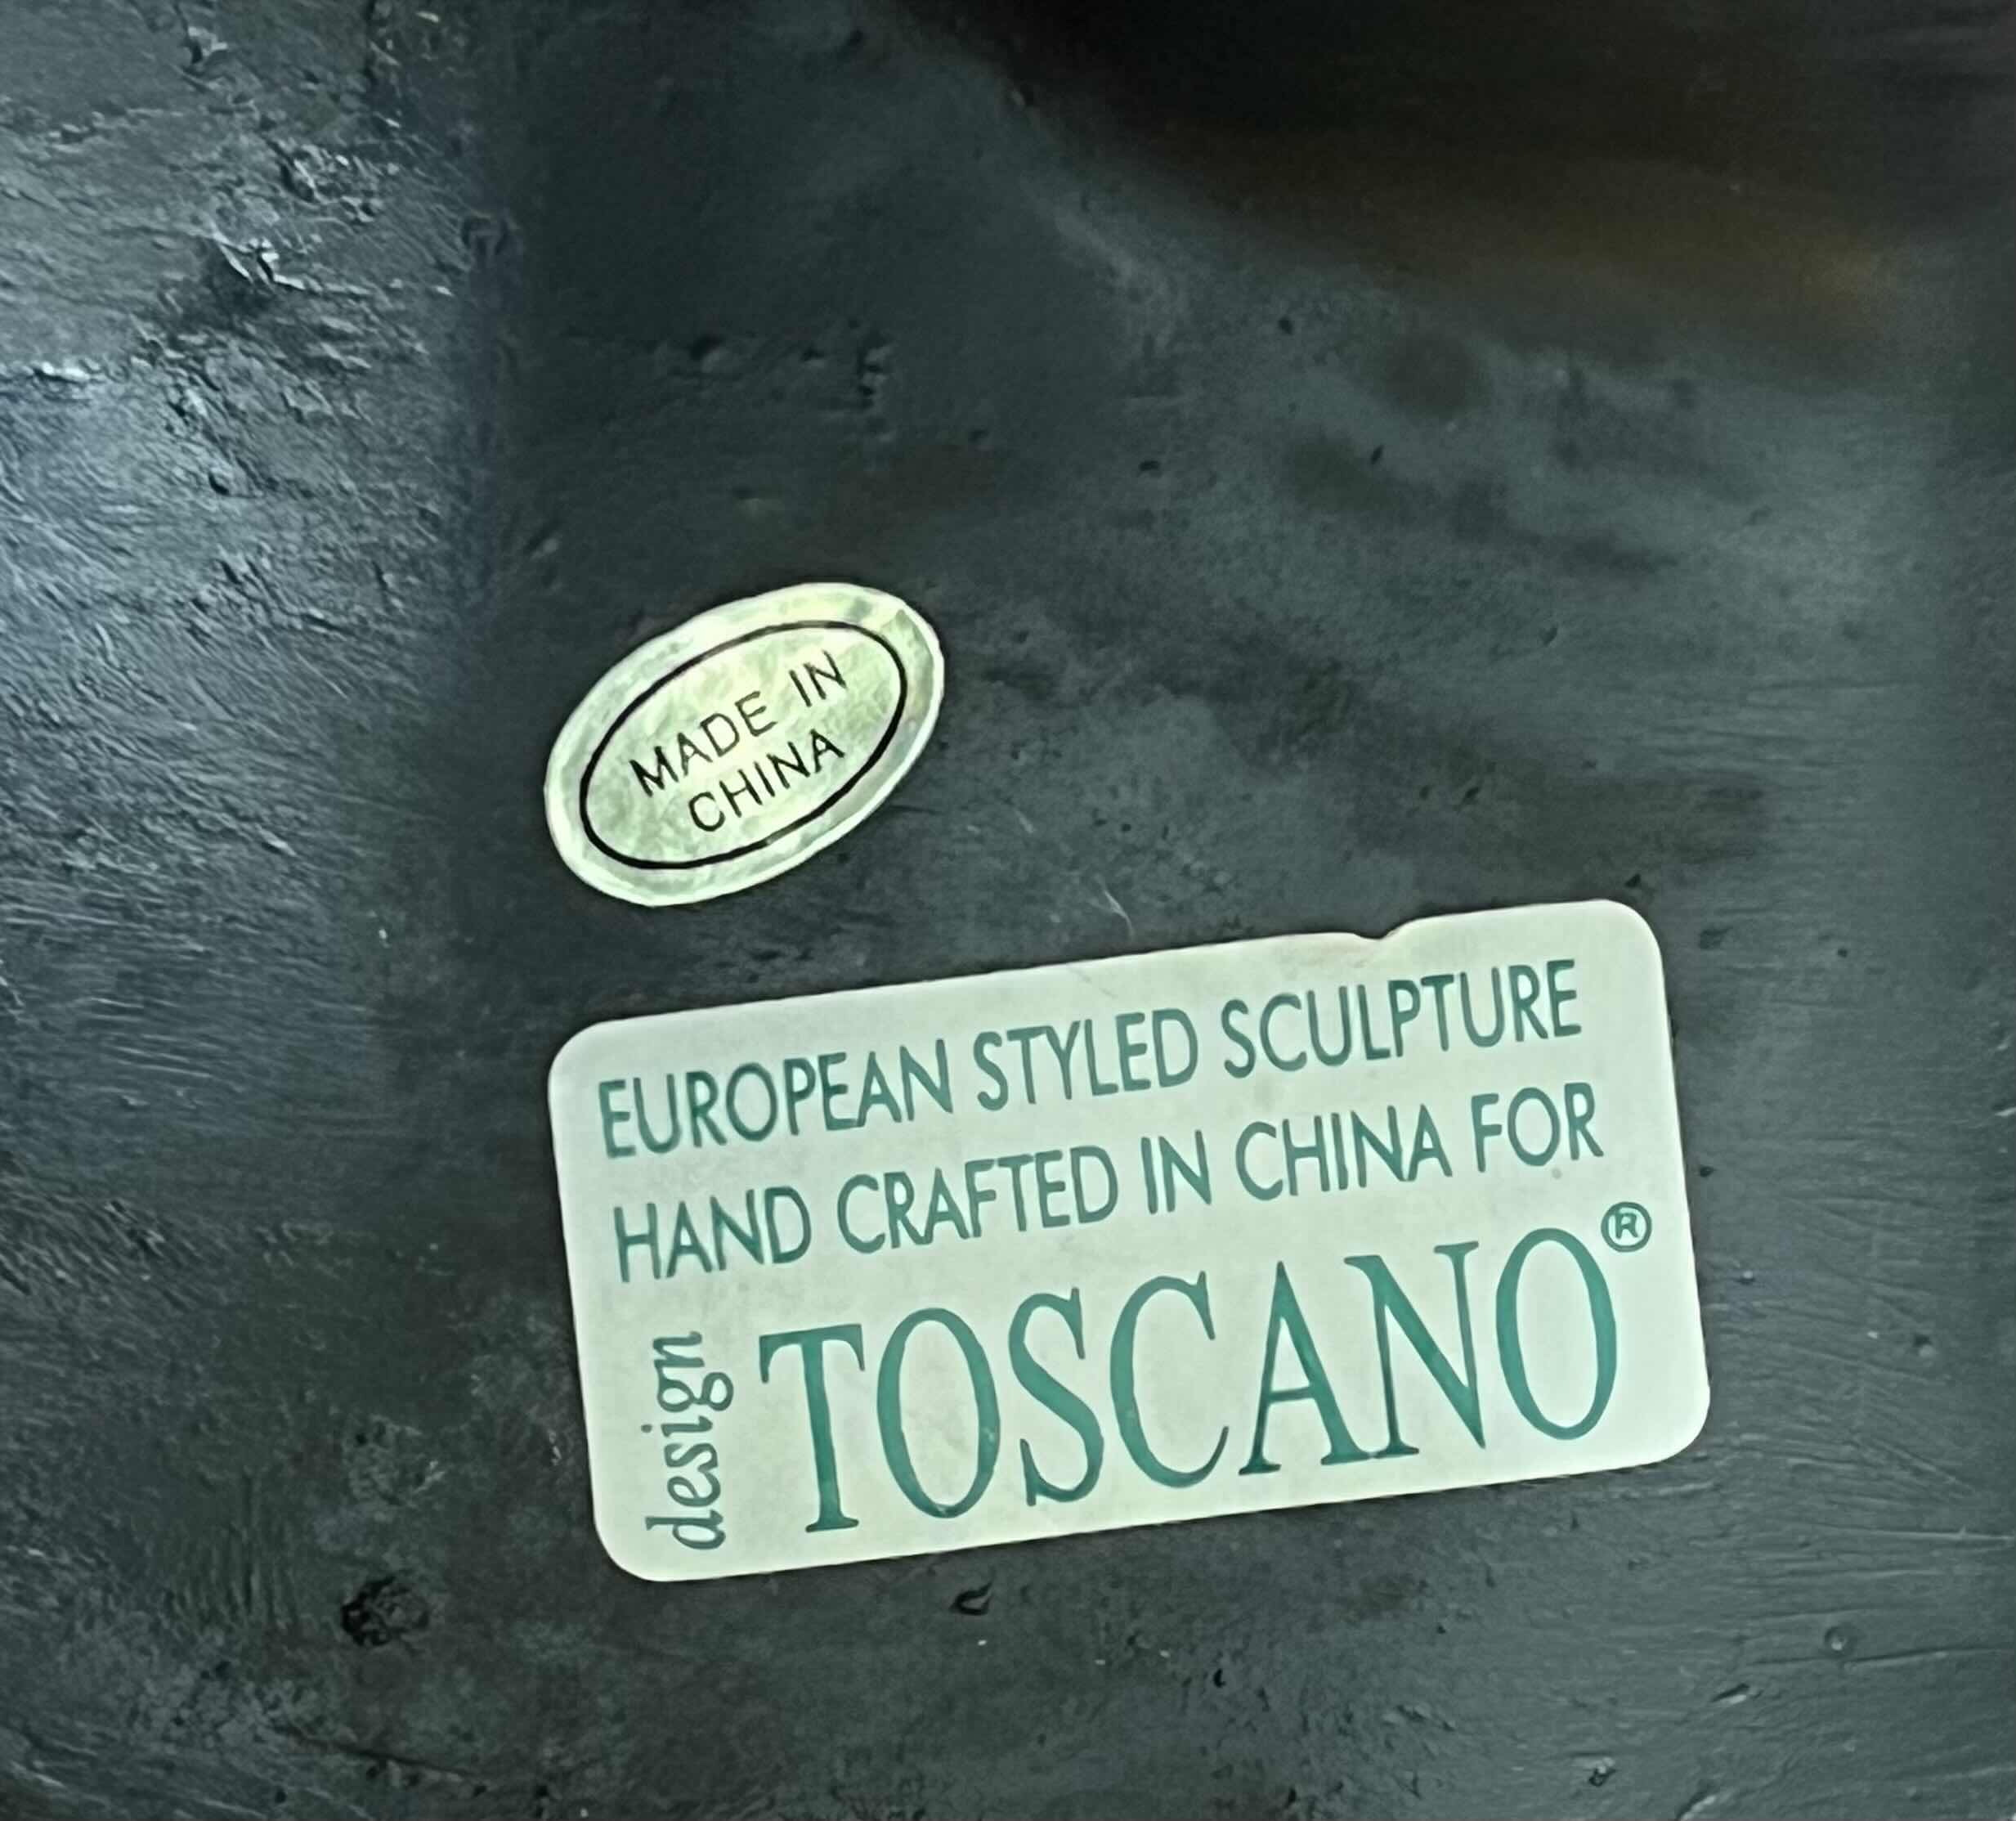 MADE IN
CHINA
EUROPEAN STYLED SCULPTURE
HAND CRAFTED IN CHINA FOR
design TOSCANO®